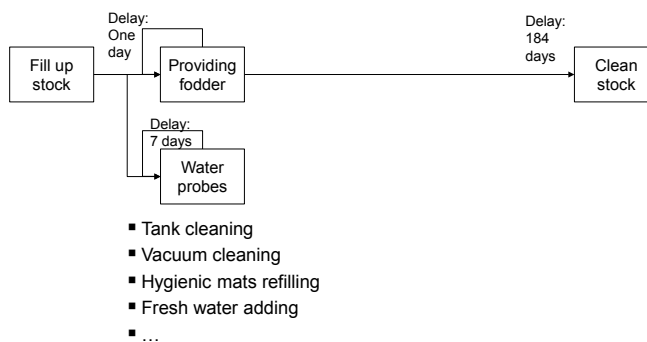 Delay:
One
day
Delay:
184
days
Fill up
stock
Providing
fodder
Clean
stock
Delay:
7 days
Water
probes
▪ Tank cleaning
▪ Vacuum cleaning
▪ Hygienic mats refilling
▪ Fresh water adding
▪ ...